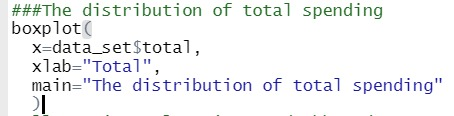 ###The distribution of total spending
boxplot(
  x=data_set$total,
  xlab="Total",
  main="The distribution of total spending"
  )